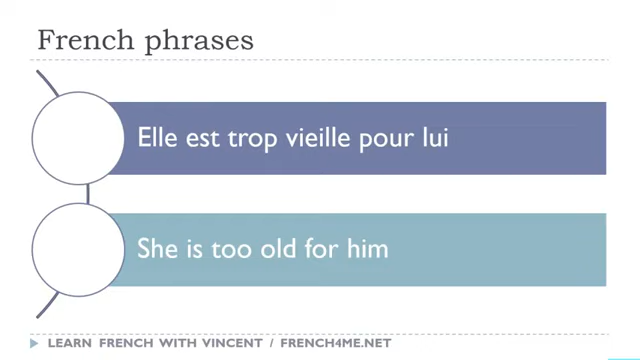 French phrases
Elle est trop vieille pour lui
She is too old for him
LEARN FRENCH WITH VINCENT / FRENCH4ME.NET